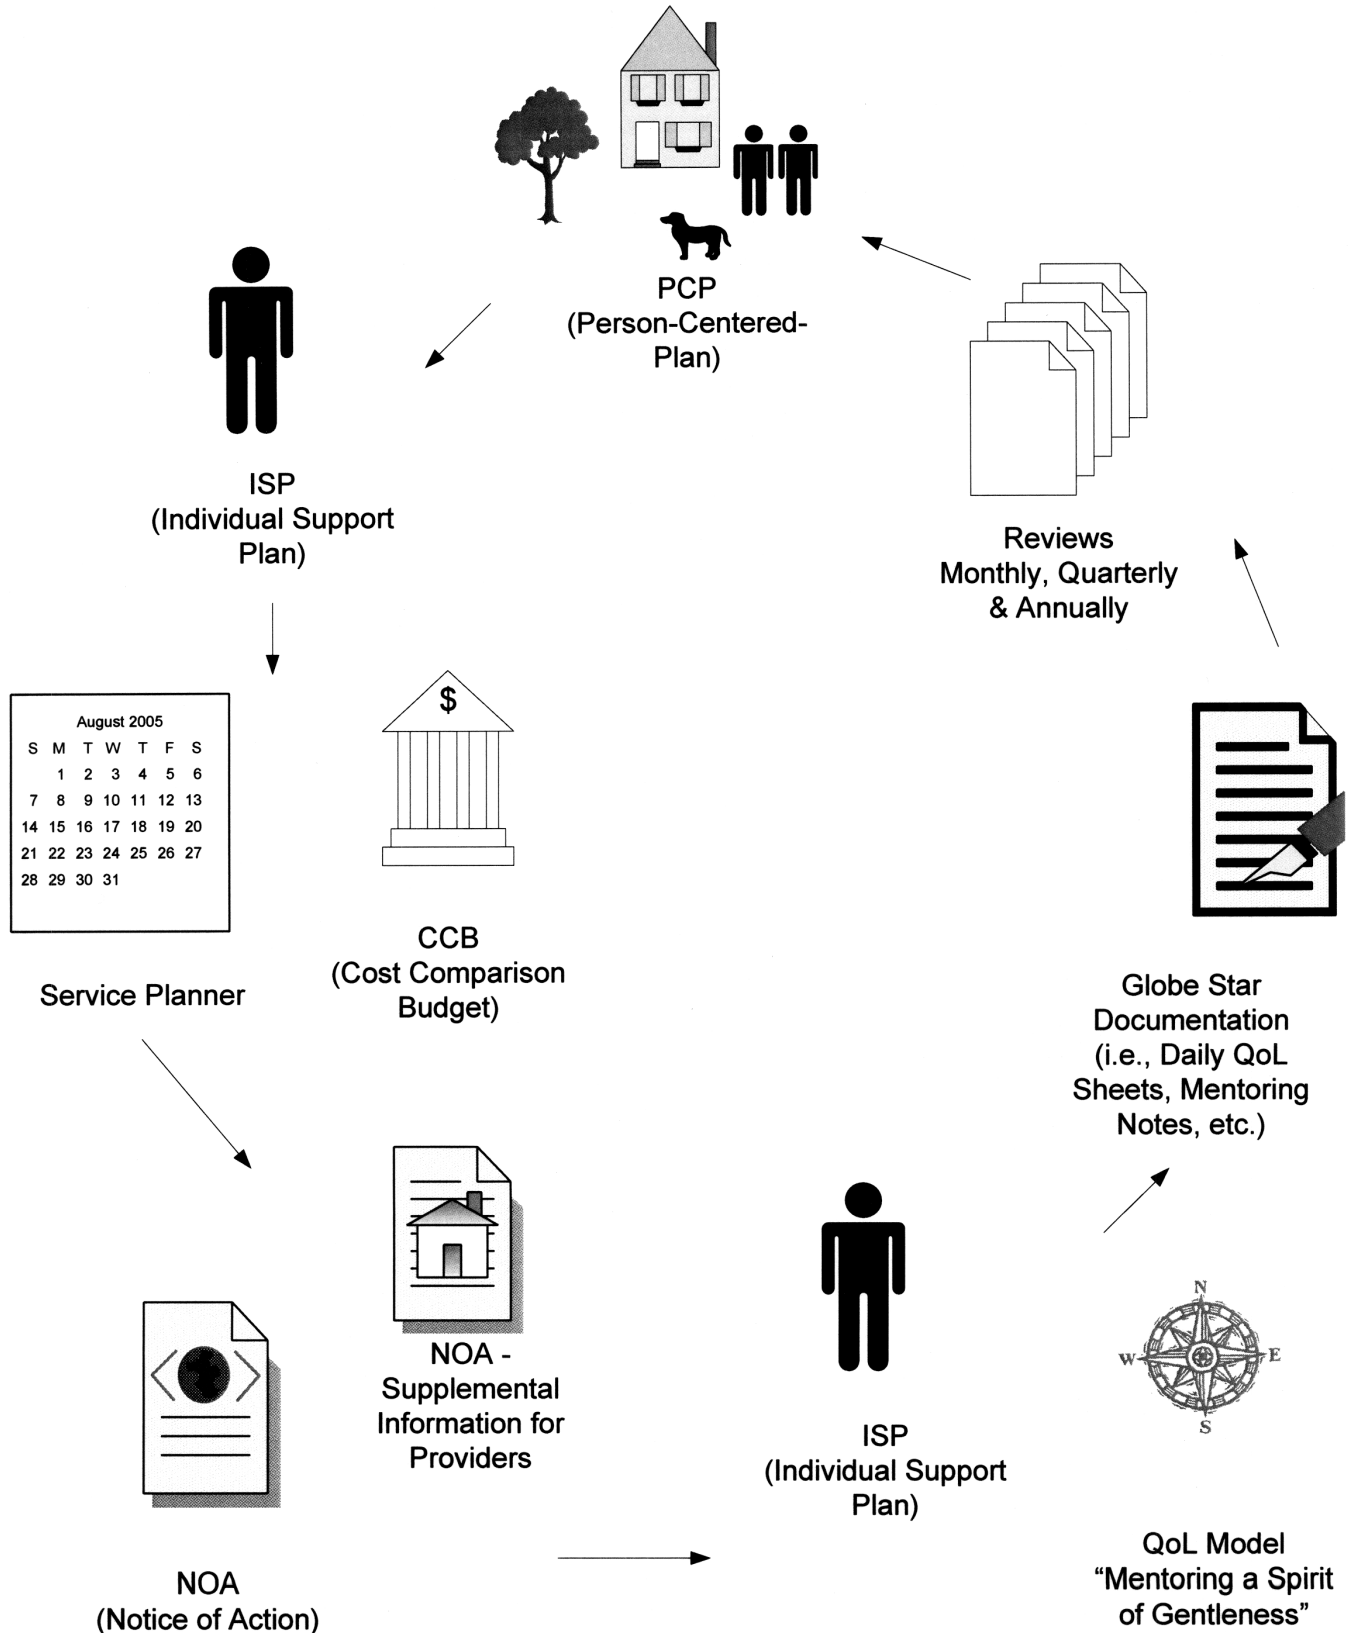 PCP
(Person-Centered-
Plan)
ISP
(Individual Support
Plan)
Reviews
Monthly, Quarterly
& Annually
August 2005
S M T W T F S
1 2 3 4 5 6
7 8 9 10 11 12 13
14 15 16 17 18 19 20
21 22 23 24 25 26 27
28 29 30 31
Service Planner
$
CCB
(Cost Comparison
Budget)
Globe Star
Documentation
(i.e., Daily QoL
Sheets, Mentoring
Notes, etc.)
NOA -
Supplemental
Information for
Providers
NOA
(Notice of Action)
ISP
(Individual Support
Plan)
N
W E
S
QoL Model
“Mentoring a Spirit
of Gentleness”